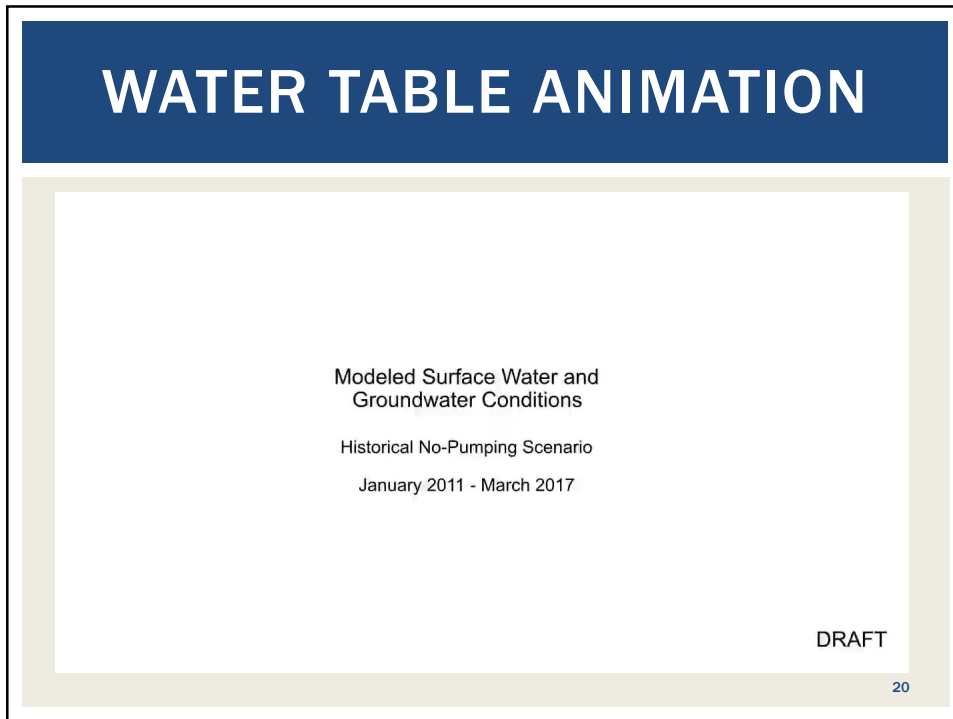 WATER TABLE ANIMATION
Modeled Surface Water and
Groundwater Conditions
Historical No-Pumping Scenario
January 2011 - March 2017
DRAFT
20